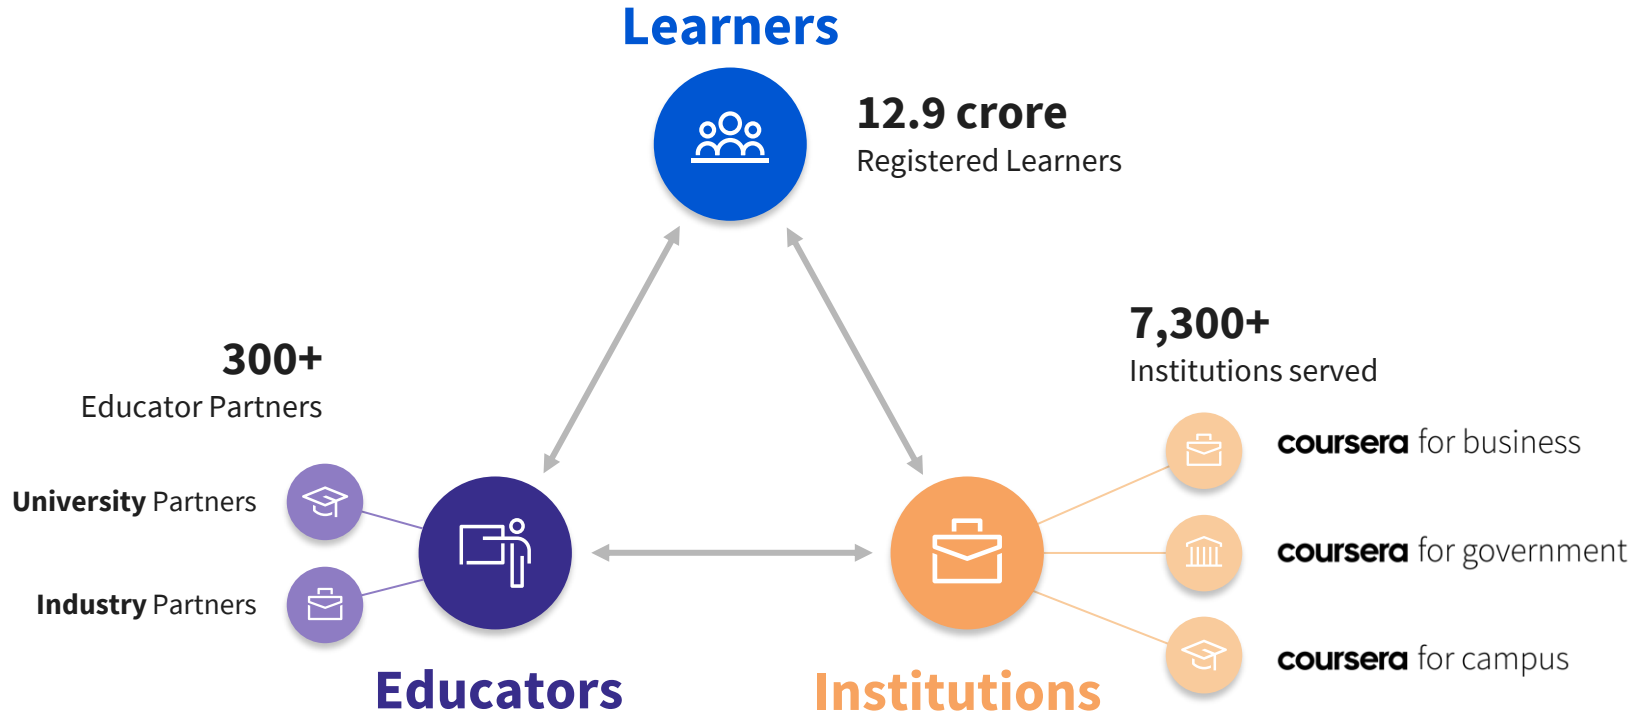 Learners
12.9 crore
Registered Learners
300+
Educator Partners
University Partners
Industry Partners
Educators
7,300+
Institutions served
coursera for business
coursera for government
coursera for campus
Institutions